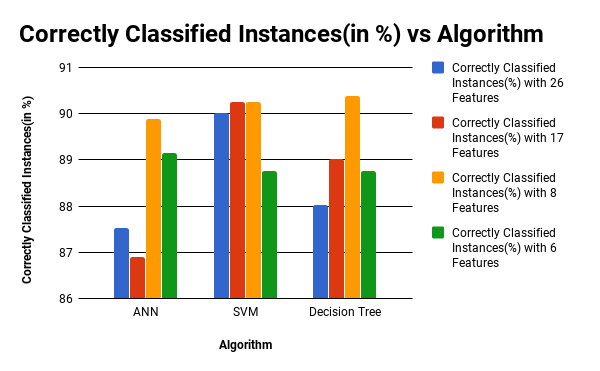 Correctly Classified Instances(in %) vs Algorithm
91
90
89
88
87
86
Correctly Classified Instances(in %)
ANN
SVM
Decision Tree
Algorithm
Correctly Classified
Instances(%) with 26
Features
Correctly Classified
Instances(%) with 17
Features
Correctly Classified
Instances(%) with 8
Features
Correctly Classified
Instances(%) with 6
Features